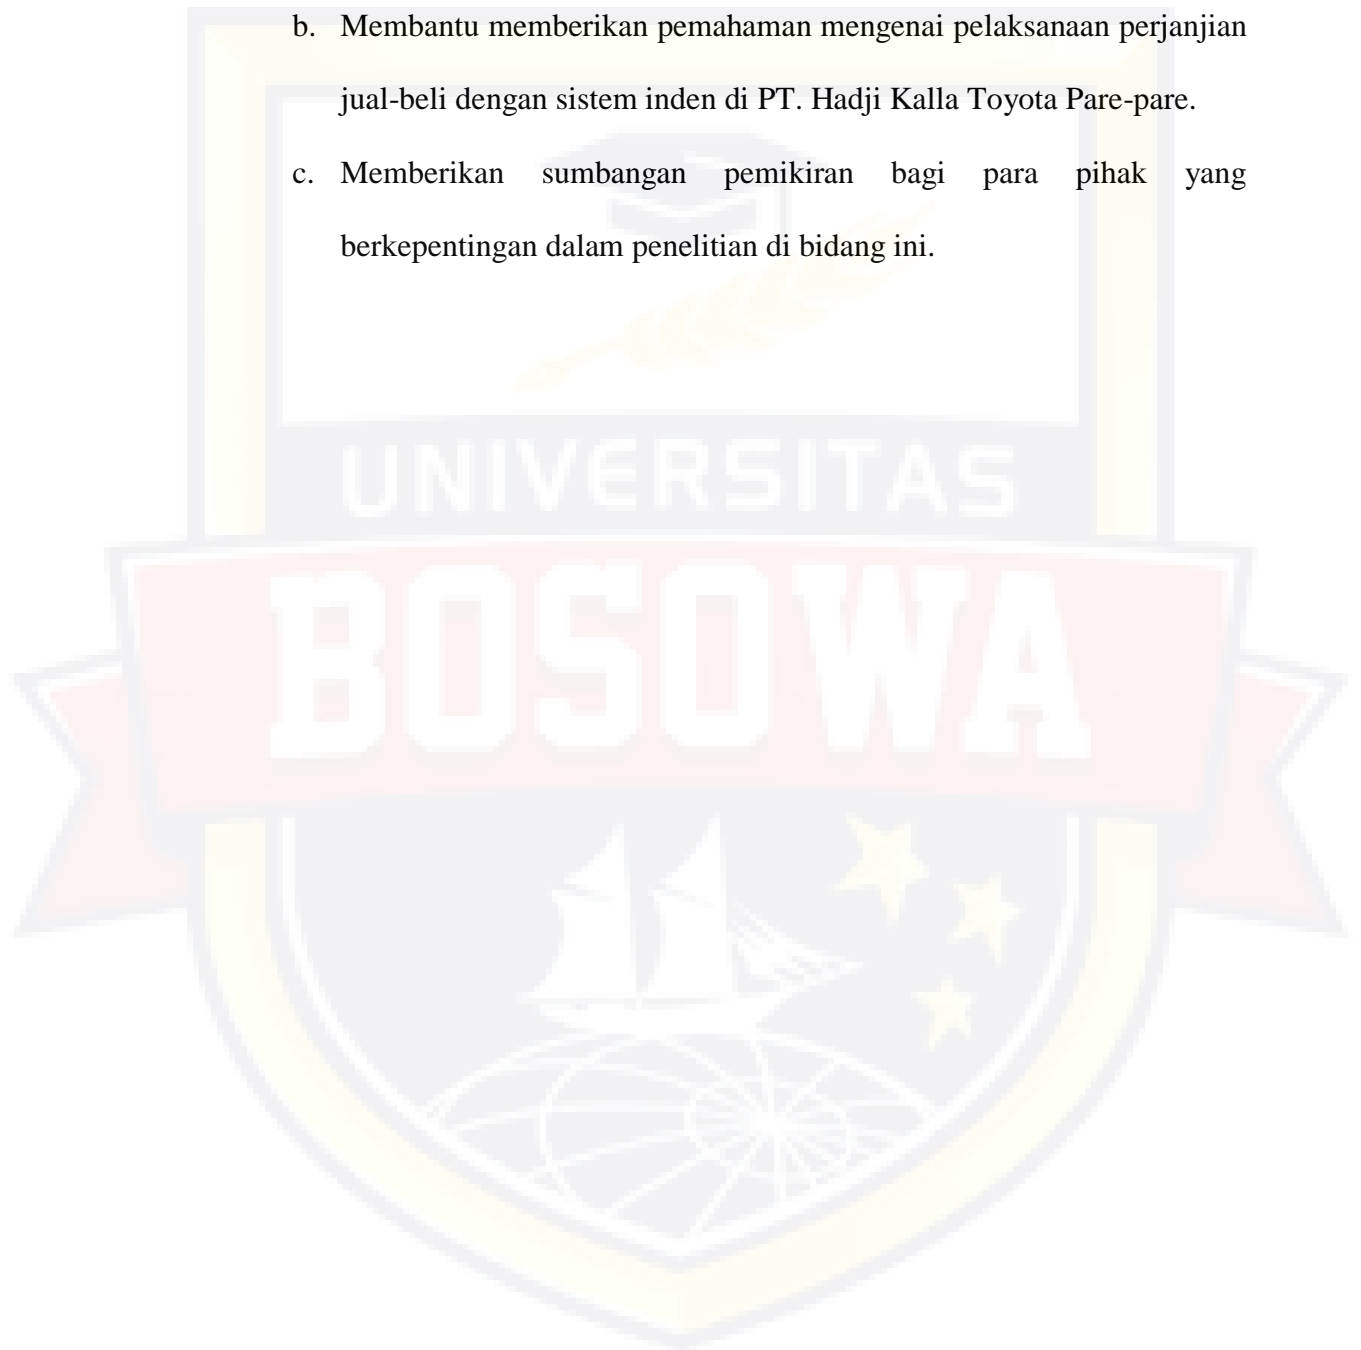 b. Membantu memberikan pemahaman mengenai pelaksanaan perjanjian
jual-beli dengan sistem inden di PT. Hadji Kalla Toyota Pare-pare.
c. Memberikan sumbangan pemikiran bagi para pihak yang
berkepentingan dalam penelitian di bidang ini.
UNIVERSITAS
BOSOWA